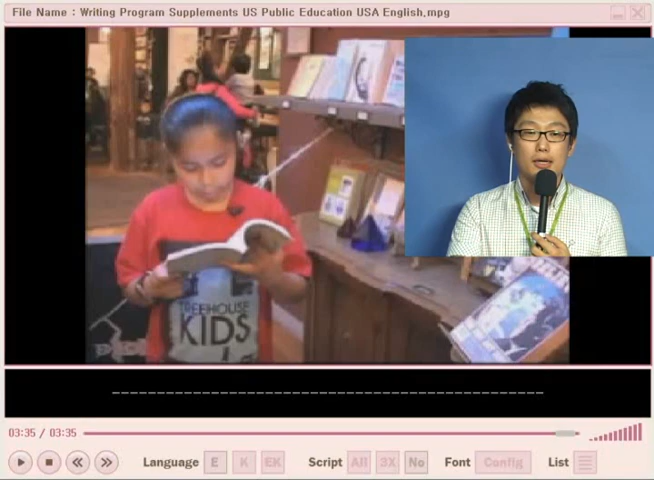 File Name : Writing Program Supplements US Public Education USA English.mpg
TREEHOUSE
KIDS
03:35 / 03:35
Language E K EK Script All 3X No Font Config List